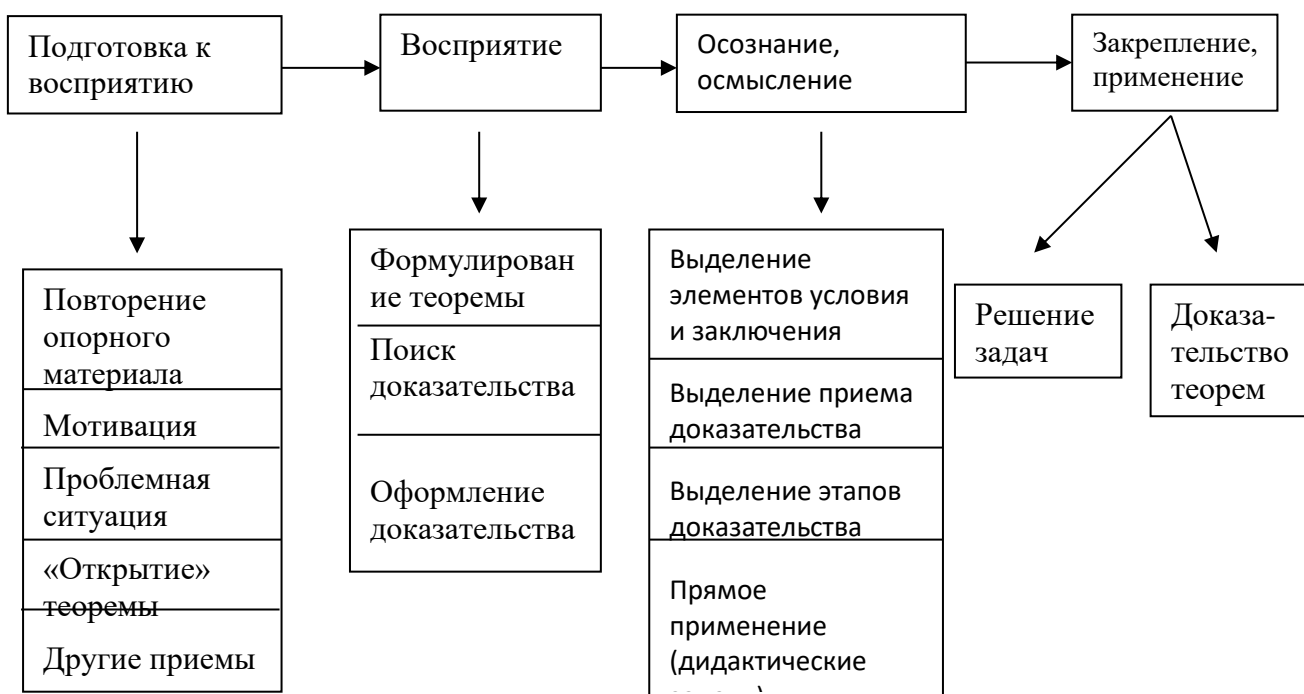 Подготовка к
восприятию
Восприятие
Осознание,
осмысление
Закрепление,
применение
Повторение
опорного
материала
Мотивация
Проблемная
ситуация
«Открытие»
теоремы
Другие приемы
Формулирован
ие теоремы
Поиск
доказательства
Оформление
доказательства
Выделение
элементов условия
и заключения
Выделение приема
доказательства
Выделение этапов
доказательства
Прямое
применение
(дидактические
Решение
задач
Доказа-
тельство
теорем